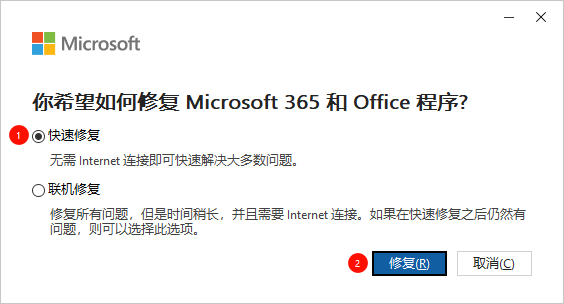 Microsoft
你希望如何修复 Microsoft 365 和 Office 程序?
1 快速修复
无需 Internet 连接即可快速解决大多数问题。
联机修复
修复所有问题，但是时间稍长，并且需要 Internet 连接。如果在快速修复之后仍然有
问题，则可以选择此选项。
2 修复(R) 取消(C)